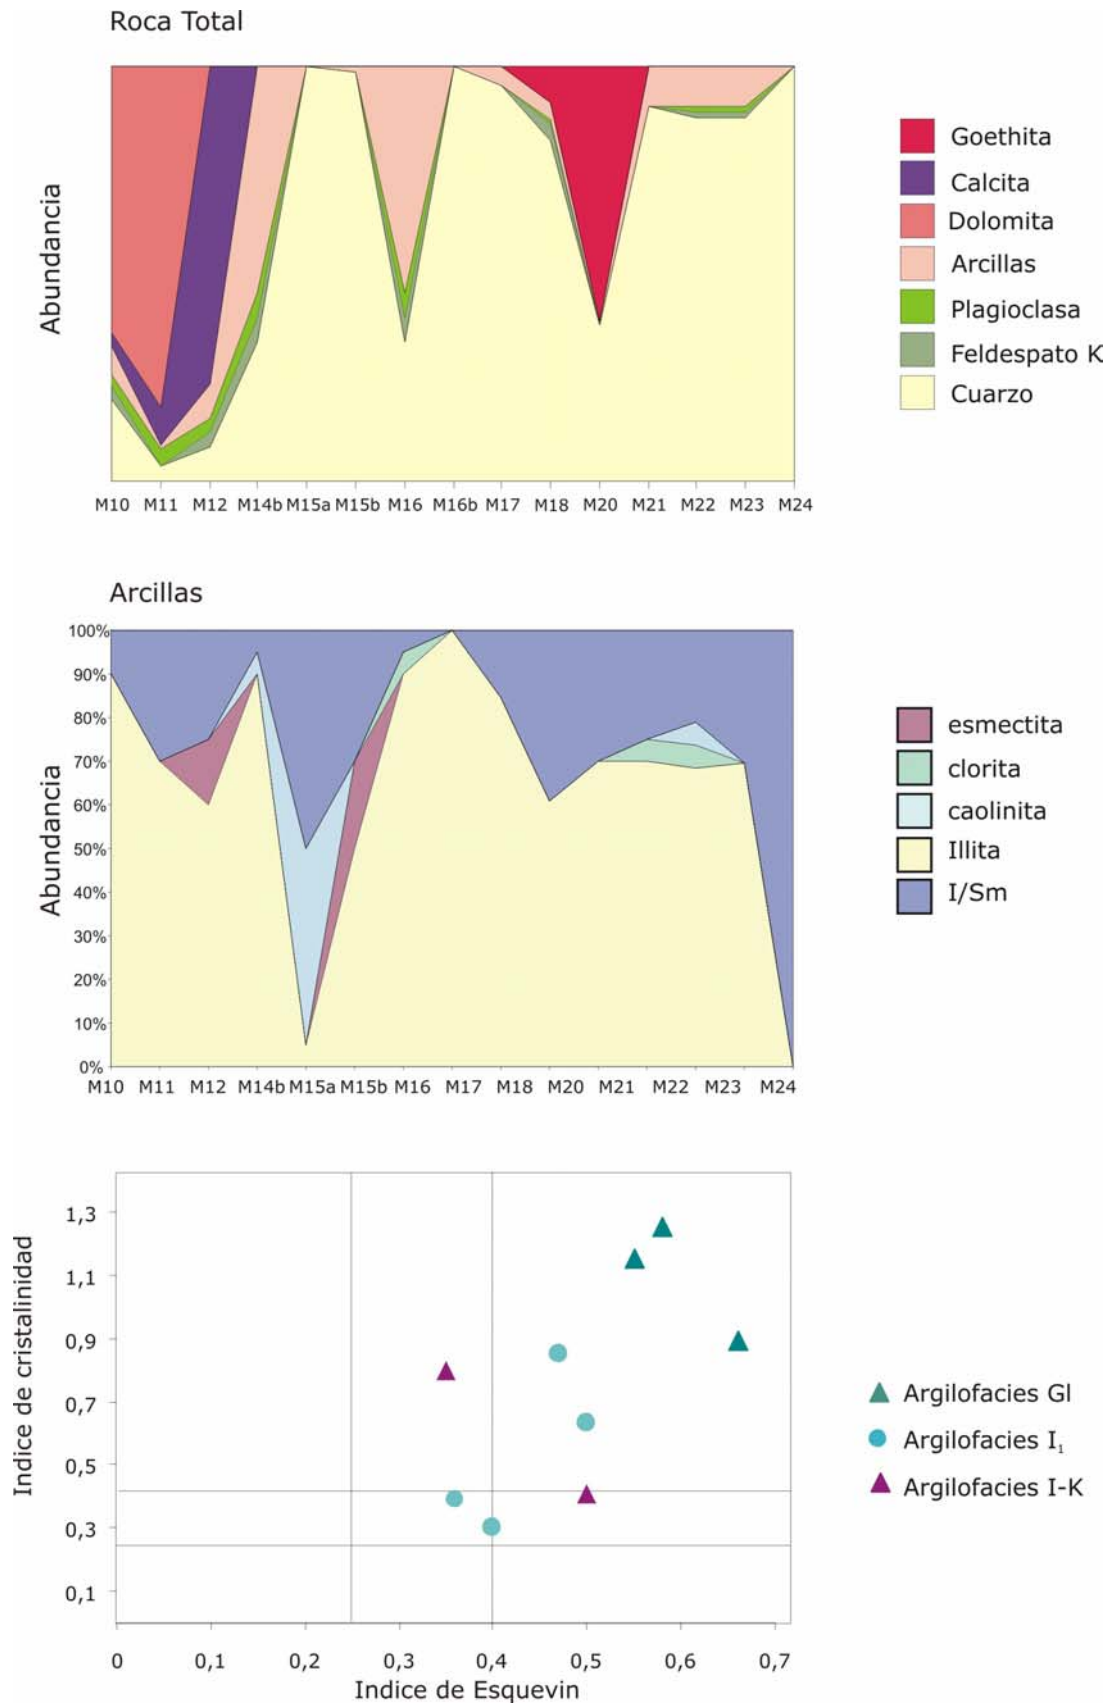 Roca Total
Abundancia
Goethita
Calcita
Dolomita
Arcillas
Plagioclasa
Feldespato K
Cuarzo
M10 M11 M12 M14b M15a M15b M16 M16b M17 M18 M20 M21 M22 M23 M24
Arcillas
Abundancia
100%
90%
80%
70%
60%
50%
40%
30%
20%
10%
0%
esmectita
clorita
caolinita
Illita
I/Sm
M10 M11 M12 M14b M15a M15b M16 M17 M18 M20 M21 M22 M23 M24
Indice de cristalinidad
1,3
1,1
0,9
0,7
0,5
0,3
0,1
Argilofacies Gl
Argilofacies I₁
Argilofacies I-K
0 0,1 0,2 0,3 0,4 0,5 0,6 0,7
Indice de Esquevin